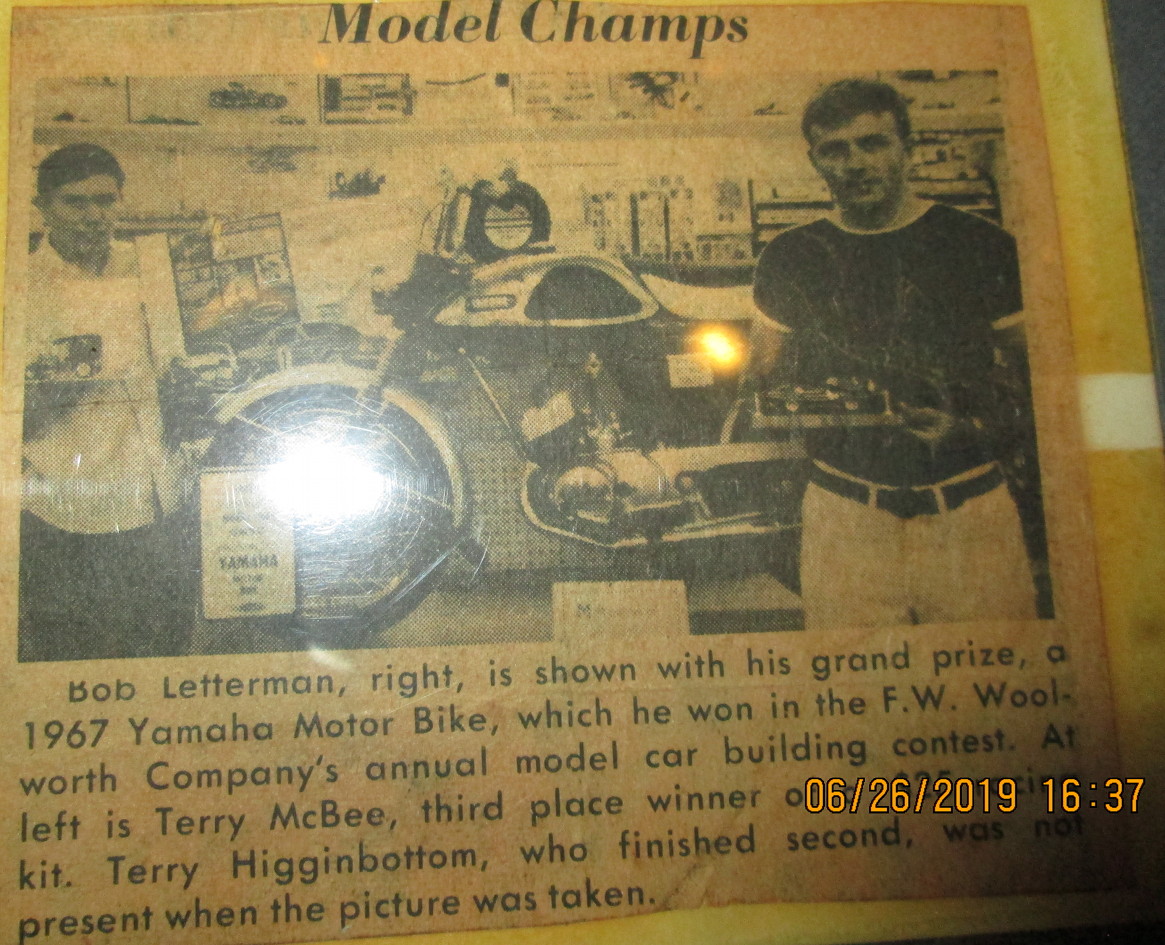 Model Champs
YAMAHA
Bob Letterman, right, is shown with his grand prize, a
1967 Yamaha Motor Bike, which he won in the F.W. Wool-
worth Company's annual model car building contest. At
left is Terry McBee, third place winner
kit. Terry Higginbottom, who finished second, was not
present when the picture was taken.
06/26/2019 16:37